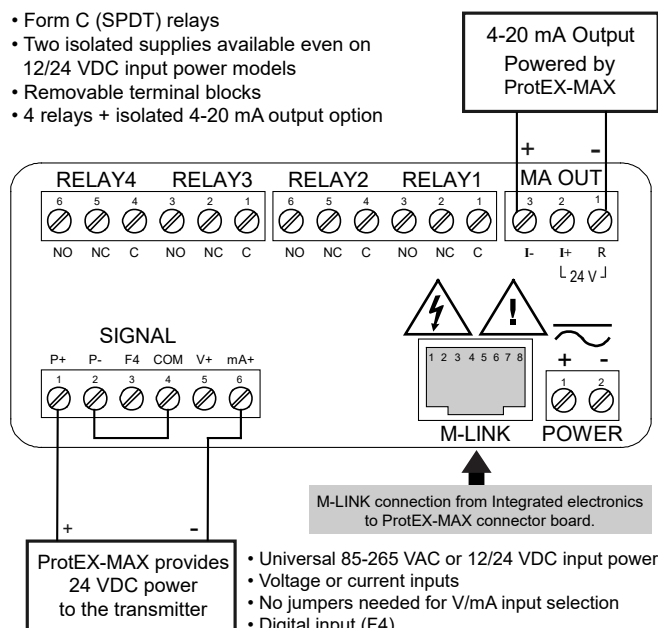 • Form C (SPDT) relays
• Two isolated supplies available even on
12/24 VDC input power models
• Removable terminal blocks
• 4 relays + isolated 4-20 mA output option
4-20 mA Output
Powered by
ProtEX-MAX
+ -
RELAY4 RELAY3 RELAY2 RELAY1 MA OUT
6 5 4 3 2 1 6 5 4 3 2 1 3 2 1
NO NC C NO NC C NO NC C NO NC C I- I+ R
24 V
SIGNAL
P+ P- F4 COM V+ mA+
1 2 3 4 5 6
1 2 3 4 5 6 7 8
+ -
1 2
M-LINK POWER
M-LINK connection from Integrated electronics
to ProtEX-MAX connector board.
+ -
ProtEX-MAX provides
24 VDC power
to the transmitter
• Universal 85-265 VAC or 12/24 VDC input power
• Voltage or current inputs
• No jumpers needed for V/mA input selection
• Digital input (F4)